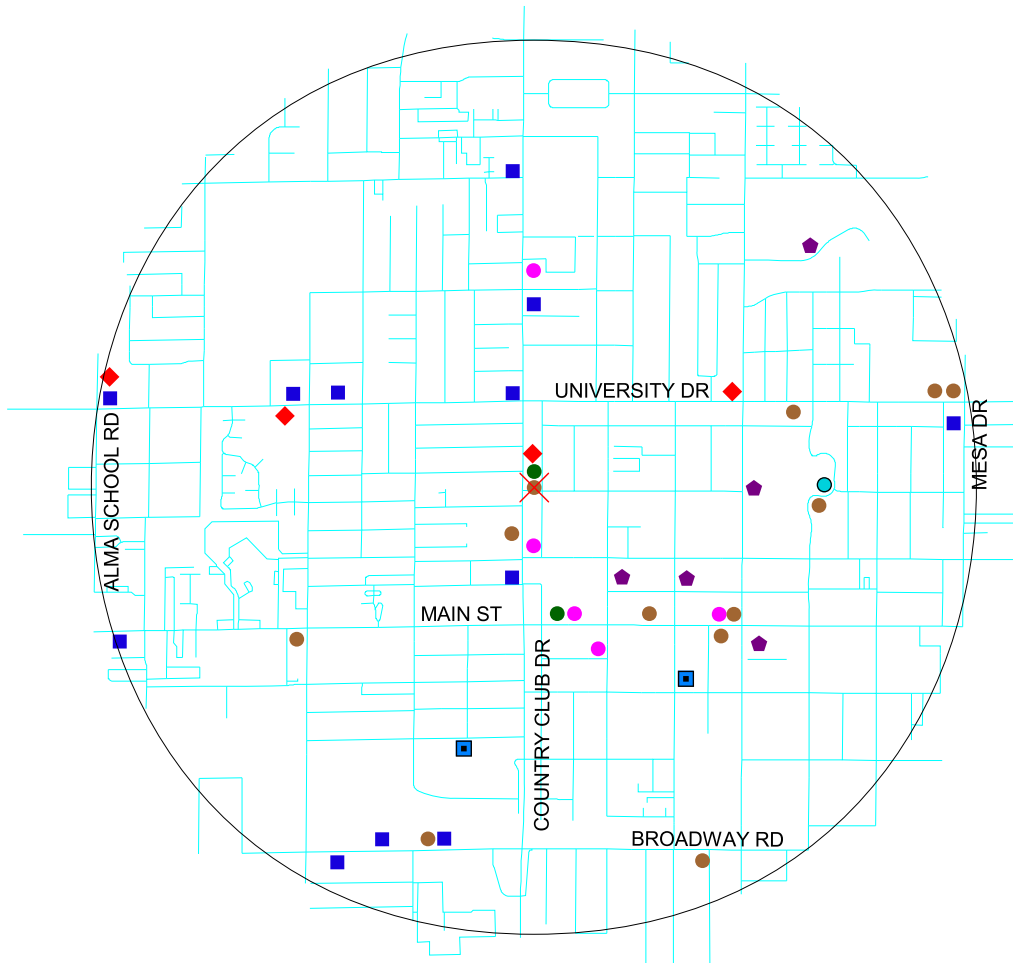 UNIVERSITY DR
ALMA SCHOOL RD
MESA DR
MAIN ST
COUNTRY CLUB DR
BROADWAY RD